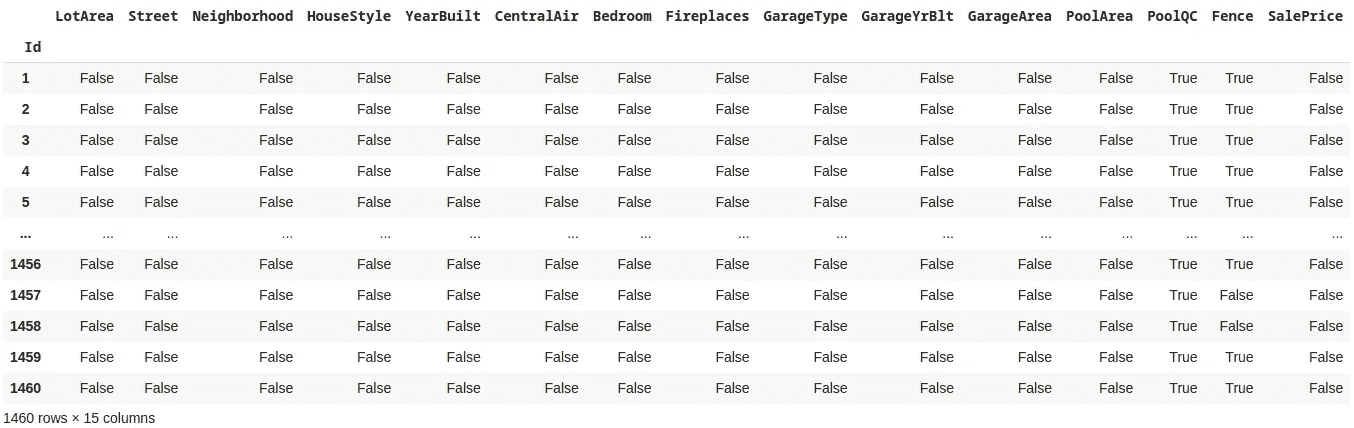 LotArea Street Neighborhood HouseStyle YearBuilt CentralAir Bedroom Fireplaces GarageType GarageYrBlt GarageArea PoolArea PoolQC Fence SalePrice
Id
1 False False False False False False False False False False False False True True False
2 False False False False False False False False False False False False True True False
3 False False False False False False False False False False False False True True False
4 False False False False False False False False False False False False True True False
5 False False False False False False False False False False False False True True False
... ... ... ... ... ... ... ... ... ... ... ... ... ... ... ...
1456 False False False False False False False False False False False False True True False
1457 False False False False False False False False False False False False True False False
1458 False False False False False False False False False False False False True False False
1459 False False False False False False False False False False False False True True False
1460 False False False False False False False False False False False False True True False
1460 rows × 15 columns